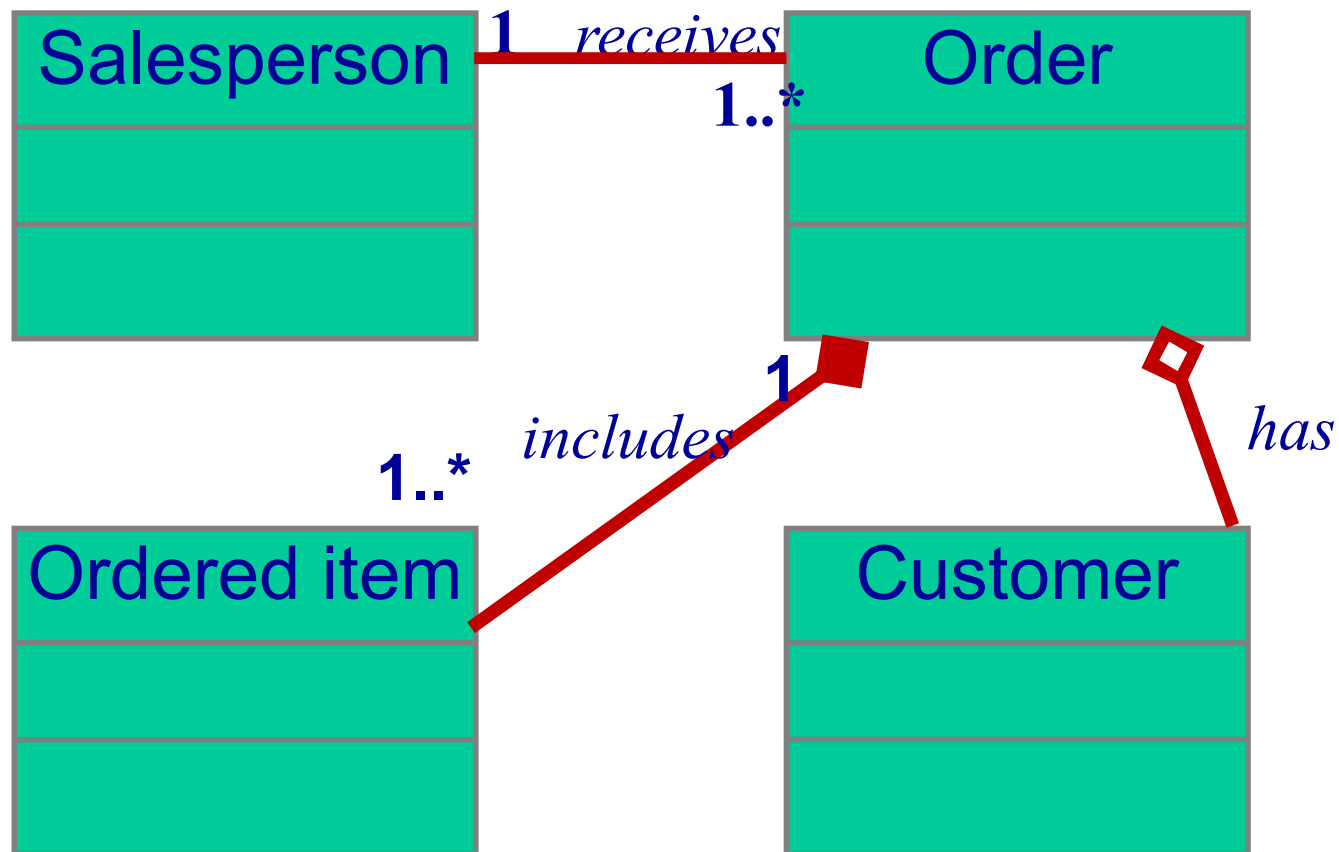 Salesperson
1 receives
1..*
Order
1
includes
1..*
has
Ordered item
Customer